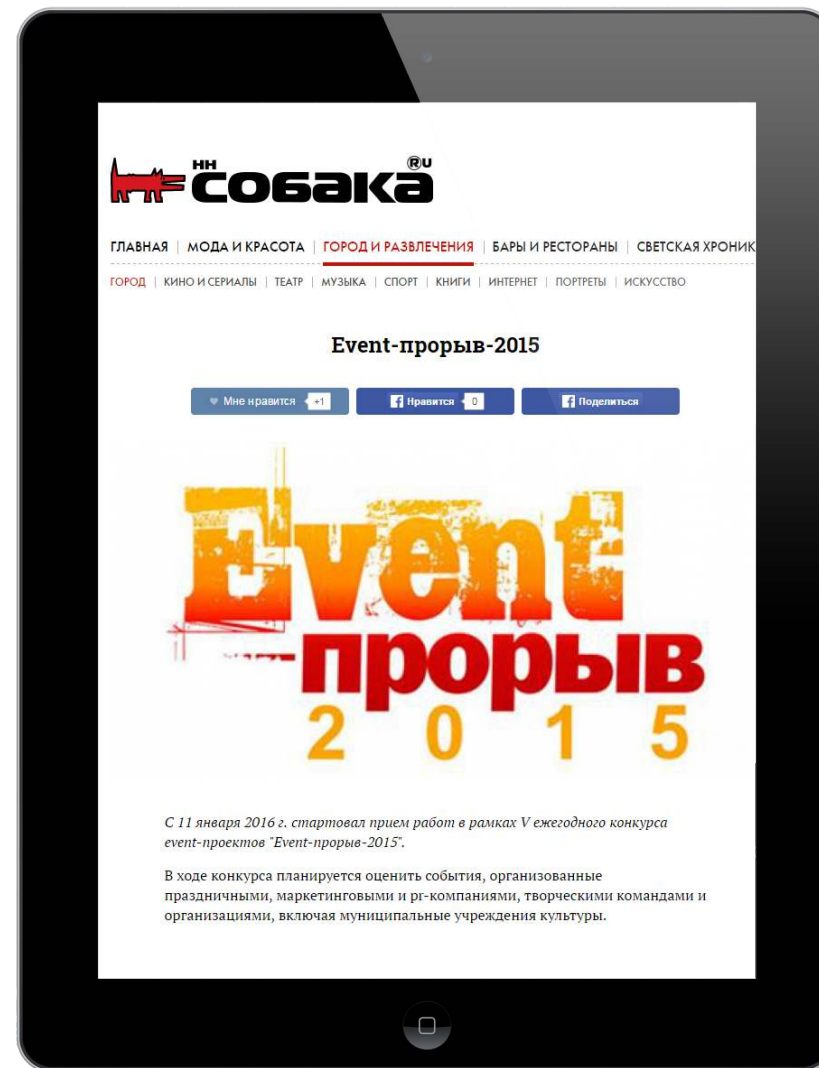 НН
СОБАКА ®RU
ГЛАВНАЯ | МОДА И КРАСОТА | ГОРОД И РАЗВЛЕЧЕНИЯ | БАРЫ И РЕСТОРАНЫ | СВЕТСКАЯ ХРОНИК
ГОРОД | КИНО И СЕРИАЛЫ | ТЕАТР | МУЗЫКА | СПОРТ | КНИГИ | ИНТЕРНЕТ | ПОРТРЕТЫ | ИСКУССТВО
Event-прорыв-2015
Мне нравится +1 Нравится 0 Поделиться
Event
прорыв
2015
С 11 января 2016 г. стартовал прием работ в рамках V ежегодного конкурса
event-проектов "Event-прорыв-2015".
В ходе конкурса планируется оценить события, организованные
праздничными, маркетинговыми и pr-компаниями, творческими командами и
организациями, включая муниципальные учреждения культуры.